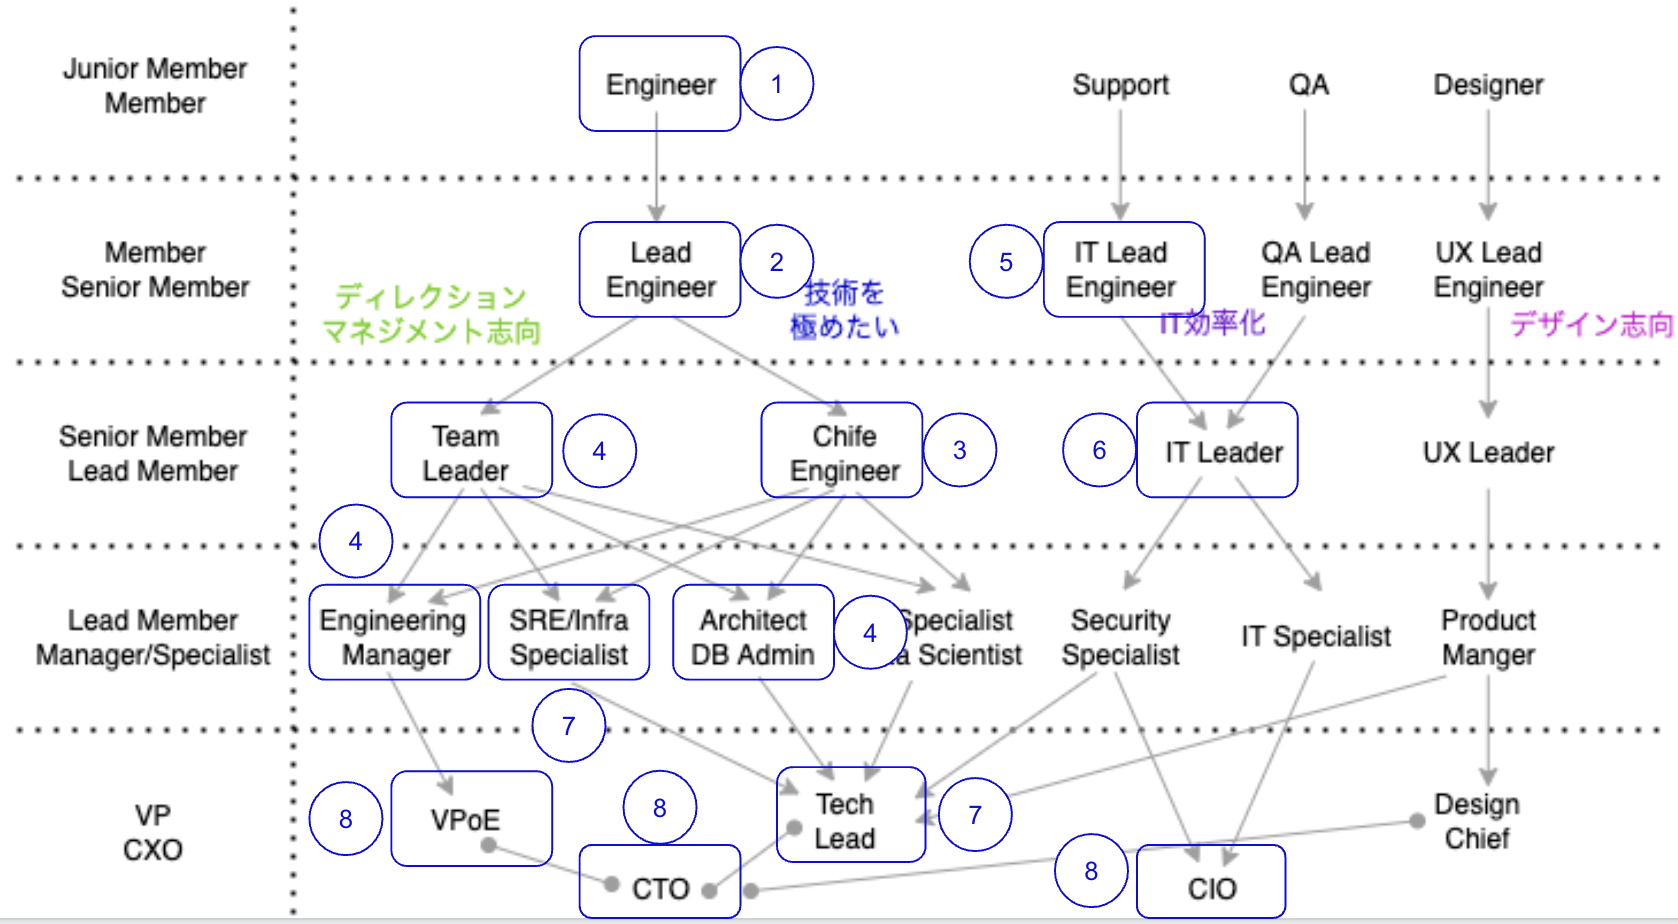 Junior Member
Member
Engineer
1
Support
QA
Designer
Member
Senior Member
Lead
Engineer
2
5
IT Lead
Engineer
QA Lead
Engineer
UX Lead
Engineer
ディレクション
マネジメント志向
技術を
極めたい
IT効率化
デザイン志向
Senior Member
Lead Member
Team
Leader
4
Chife
Engineer
3
6
IT Leader
UX Leader
4
Lead Member
Manager/Specialist
Engineering
Manager
SRE/Infra
Specialist
Architect
DB Admin
4
Specialist
a Scientist
Security
Specialist
IT Specialist
Product
Manger
7
VP
CXO
8
VPoE
8
CTO
Tech
Lead
7
8
CIO
Design
Chief